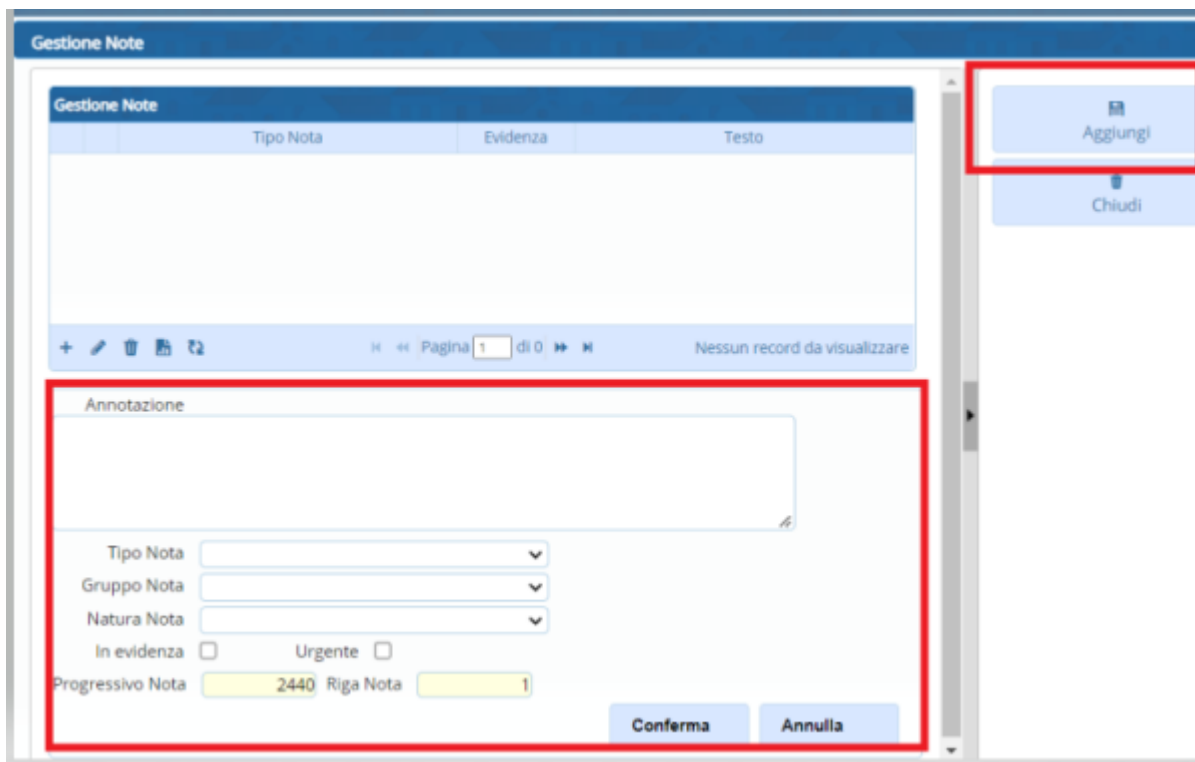 Gestione Note
Gestione Note
Tipo Nota Evidenza Testo
Pagina 1 di 0 Nessun record da visualizzare
Annotazione
Tipo Nota
Gruppo Nota
Natura Nota
In evidenza Urgente
Progressivo Nota 2440 Riga Nota 1
Conferma Annulla
Aggiungi
Chiudi